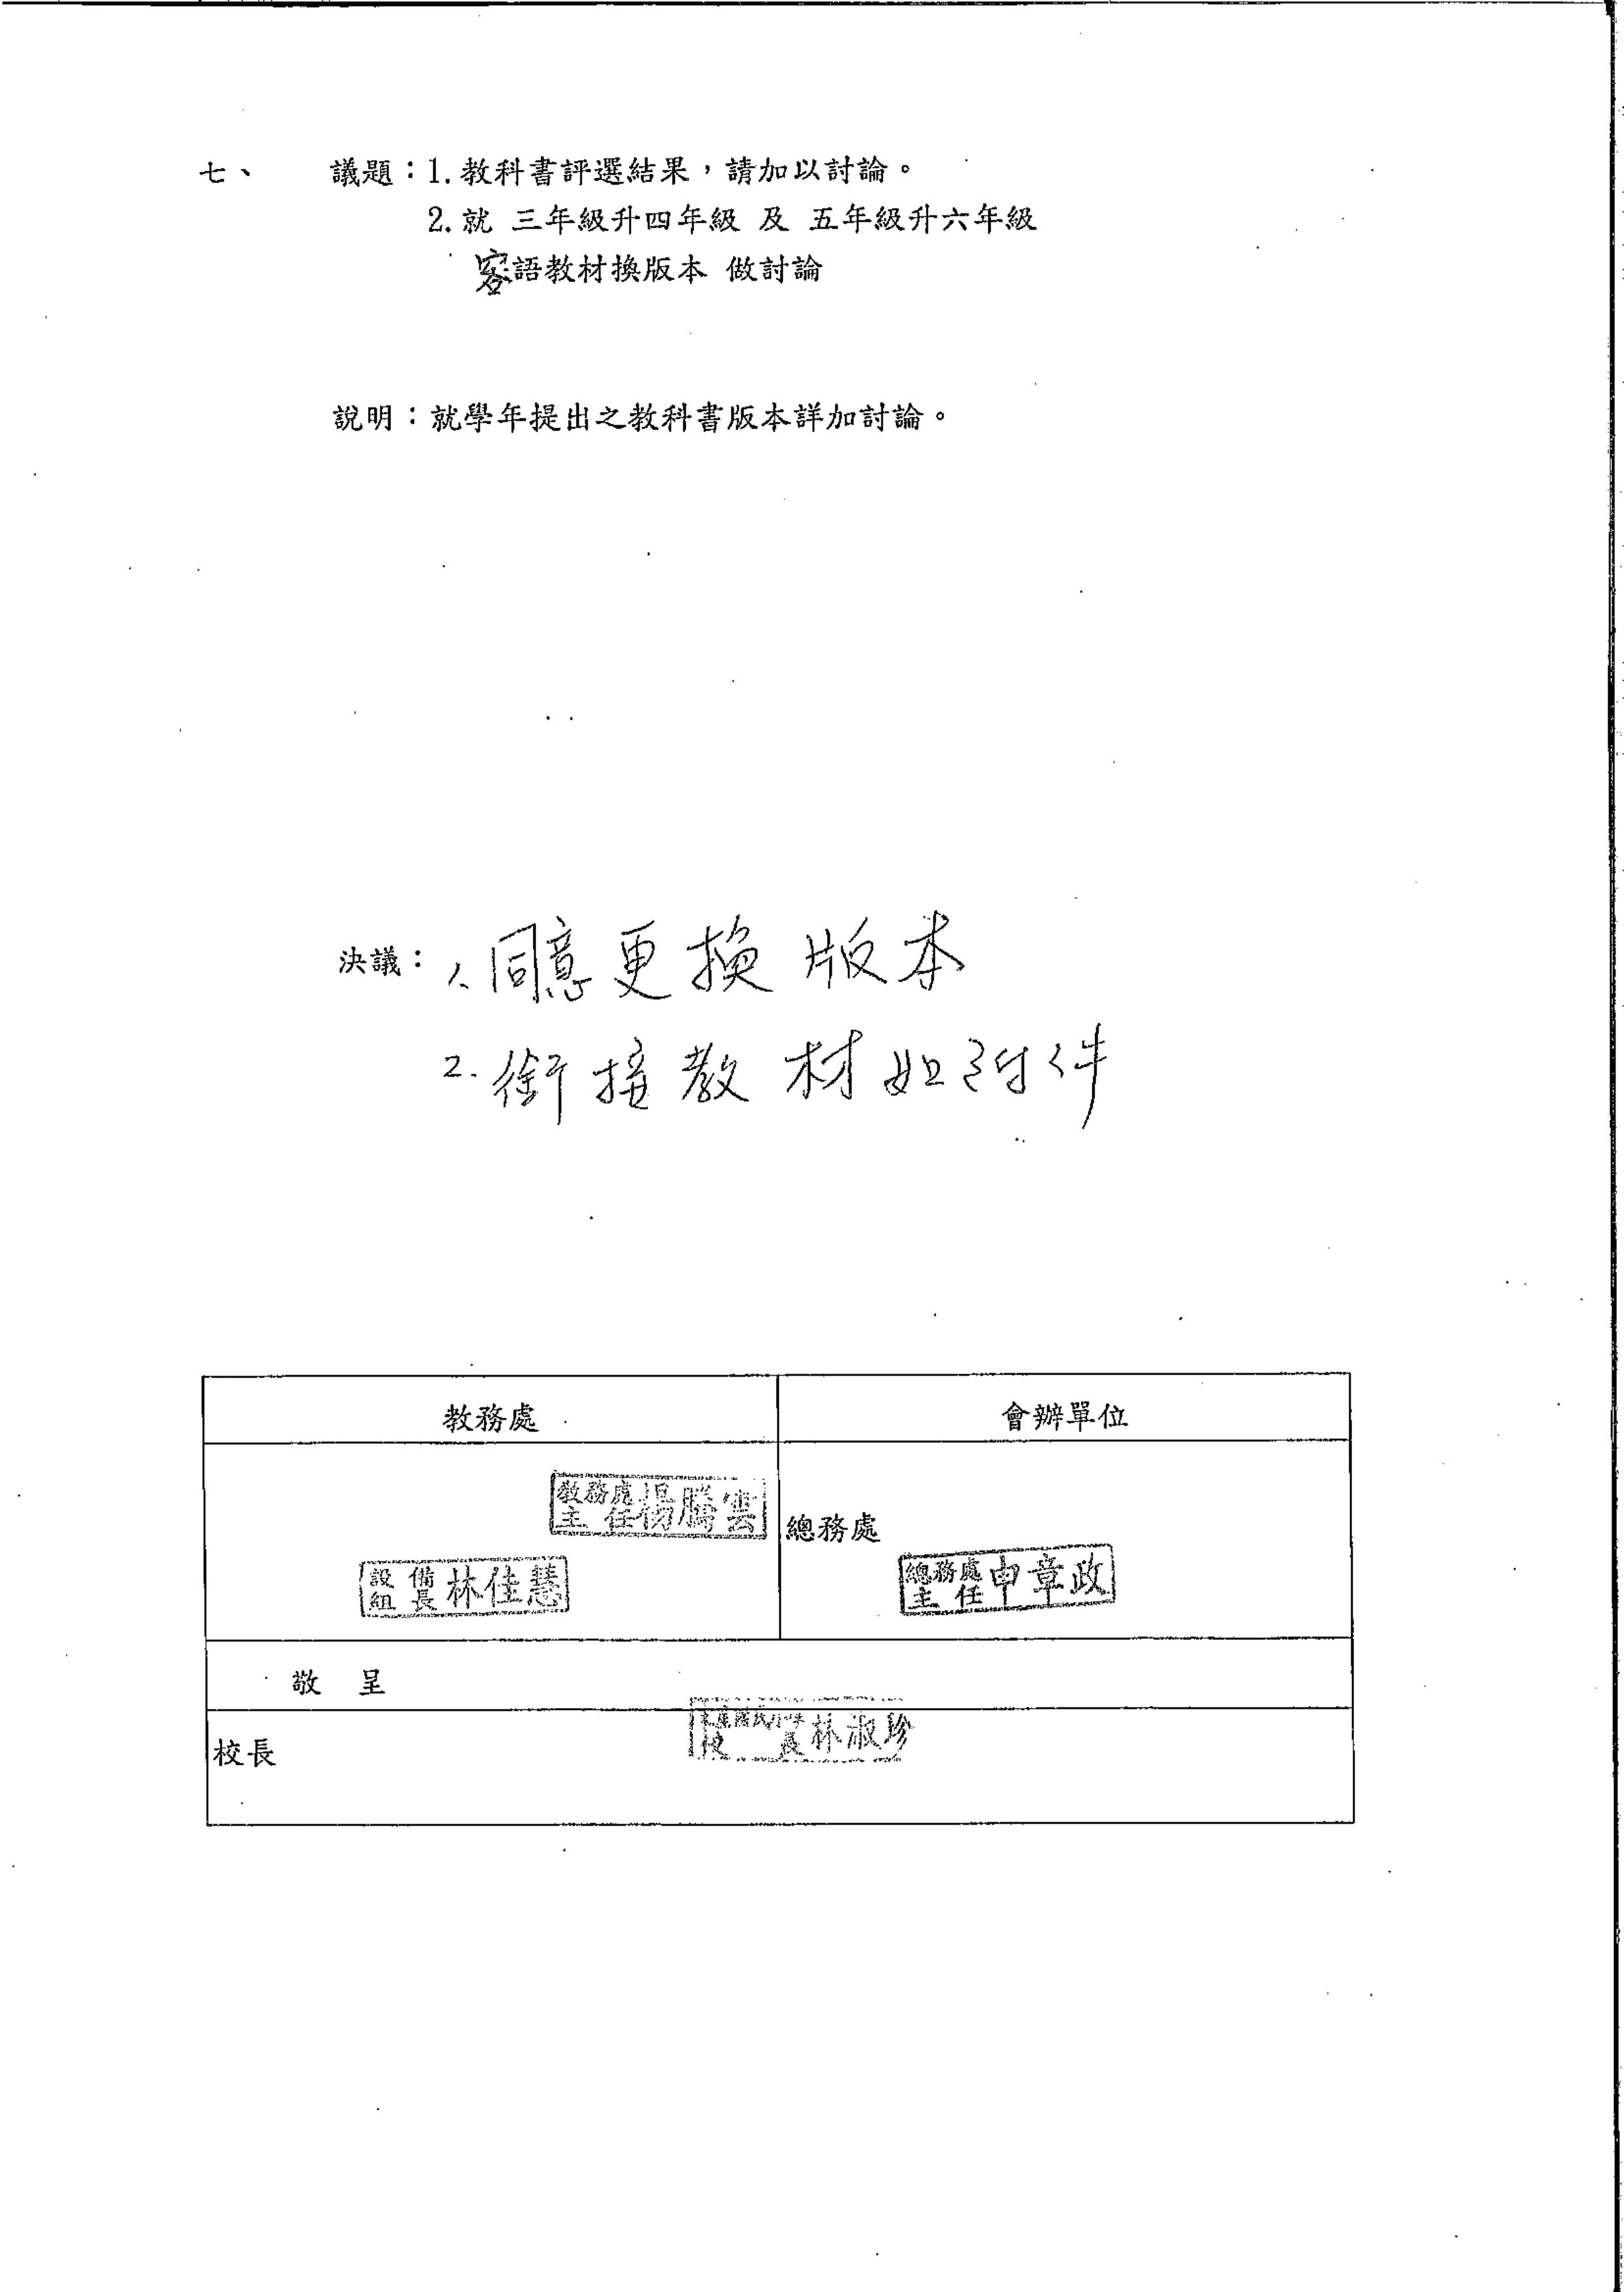 七、 議題：1. 教科書評選結果，請加以討論。
2. 就 三年級升四年級 及 五年級升六年級
客語教材換版本 做討論
說明：就學年提出之教科書版本詳加討論。
決議：1、同意更換版本
2. 銜接教材如附件
教務處 會辦單位
教務處主任 楊騰雲
總務處
設備組長 林佳慧
總務處主任 申章政
敬 呈
國民小學校長 林淑珍
校長